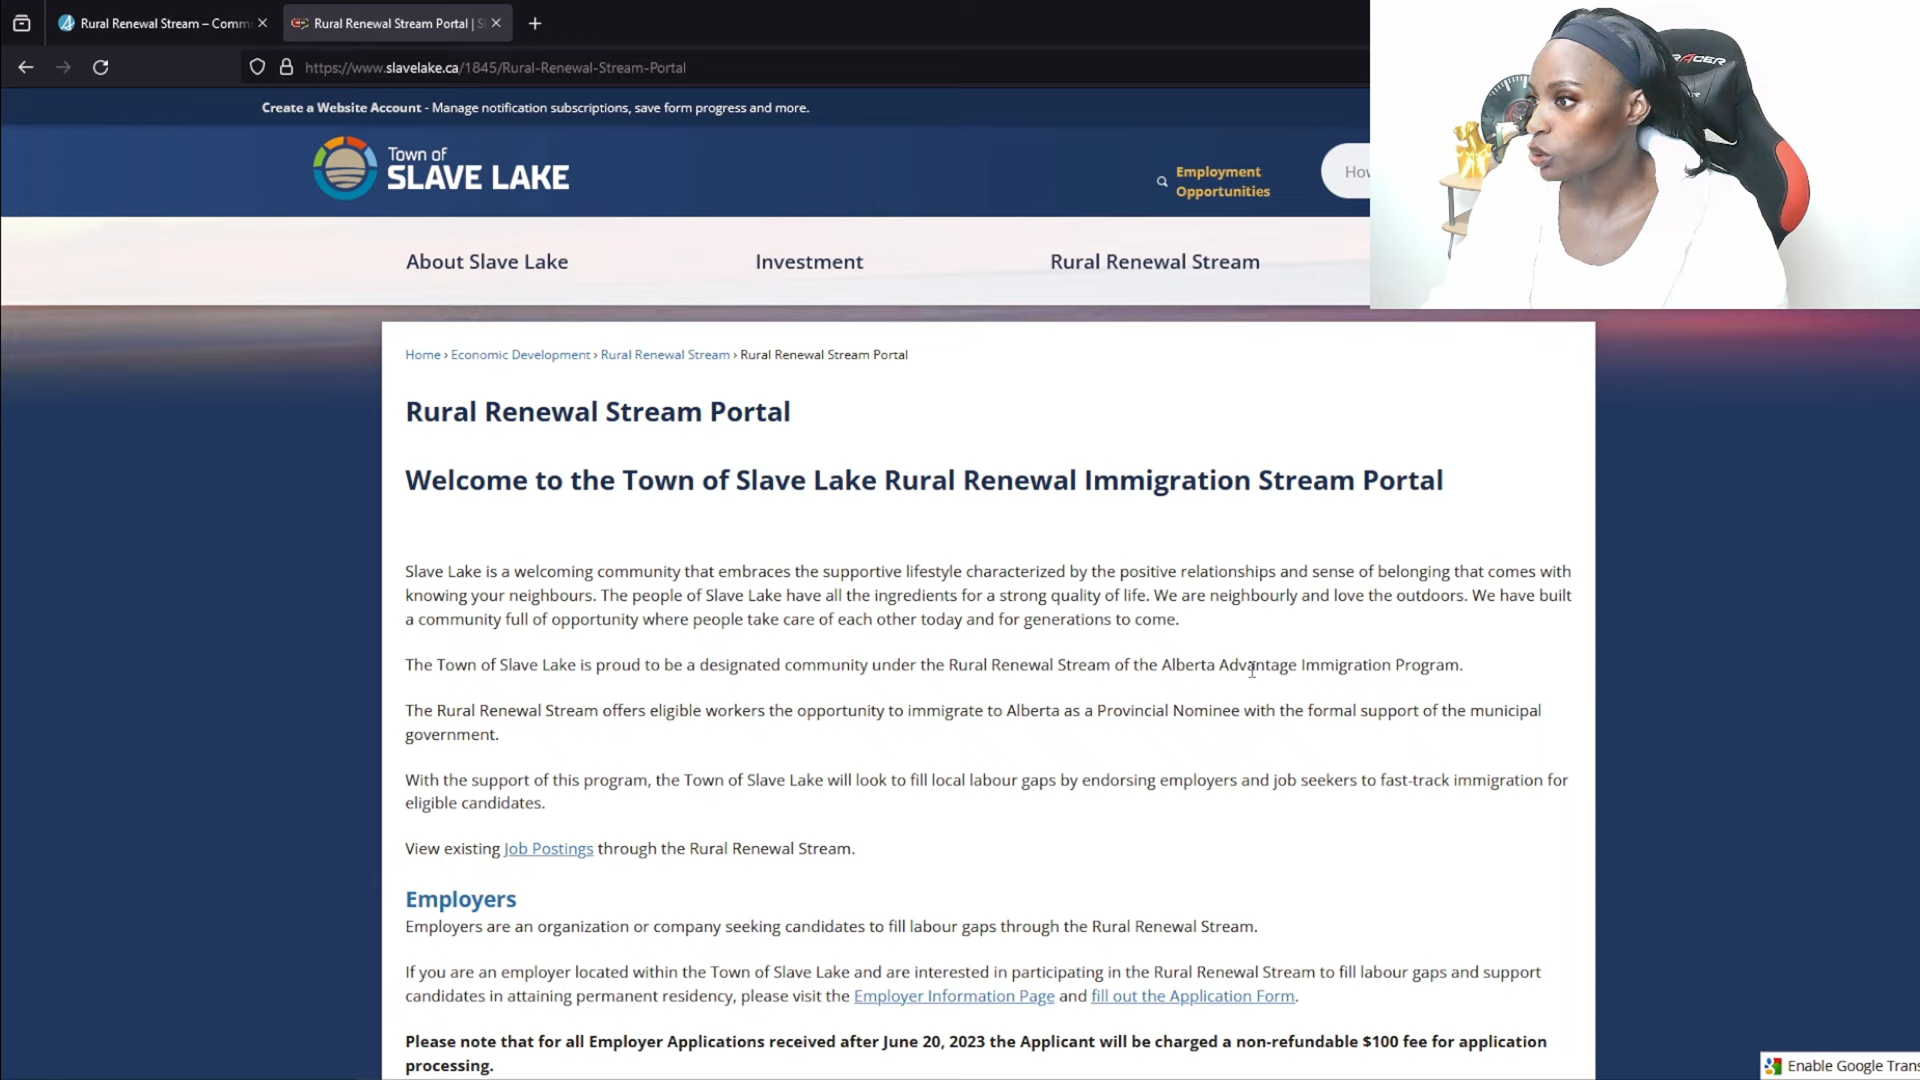 Rural Renewal Stream – Comm
Rural Renewal Stream Portal |
https://www.slavelake.ca/1845/Rural-Renewal-Stream-Portal
Create a Website Account - Manage notification subscriptions, save form progress and more.
Town of
SLAVE LAKE
Employment
Opportunities
How
RACER
About Slave Lake
Investment
Rural Renewal Stream
Home › Economic Development › Rural Renewal Stream › Rural Renewal Stream Portal
Rural Renewal Stream Portal
Welcome to the Town of Slave Lake Rural Renewal Immigration Stream Portal
Slave Lake is a welcoming community that embraces the supportive lifestyle characterized by the positive relationships and sense of belonging that comes with
knowing your neighbours. The people of Slave Lake have all the ingredients for a strong quality of life. We are neighbourly and love the outdoors. We have built
a community full of opportunity where people take care of each other today and for generations to come.
The Town of Slave Lake is proud to be a designated community under the Rural Renewal Stream of the Alberta Advantage Immigration Program.
The Rural Renewal Stream offers eligible workers the opportunity to immigrate to Alberta as a Provincial Nominee with the formal support of the municipal
government.
With the support of this program, the Town of Slave Lake will look to fill local labour gaps by endorsing employers and job seekers to fast-track immigration for
eligible candidates.
View existing Job Postings through the Rural Renewal Stream.
Employers
Employers are an organization or company seeking candidates to fill labour gaps through the Rural Renewal Stream.
If you are an employer located within the Town of Slave Lake and are interested in participating in the Rural Renewal Stream to fill labour gaps and support
candidates in attaining permanent residency, please visit the Employer Information Page and fill out the Application Form.
Please note that for all Employer Applications received after June 20, 2023 the Applicant will be charged a non-refundable $100 fee for application
processing.
Enable Google Trans